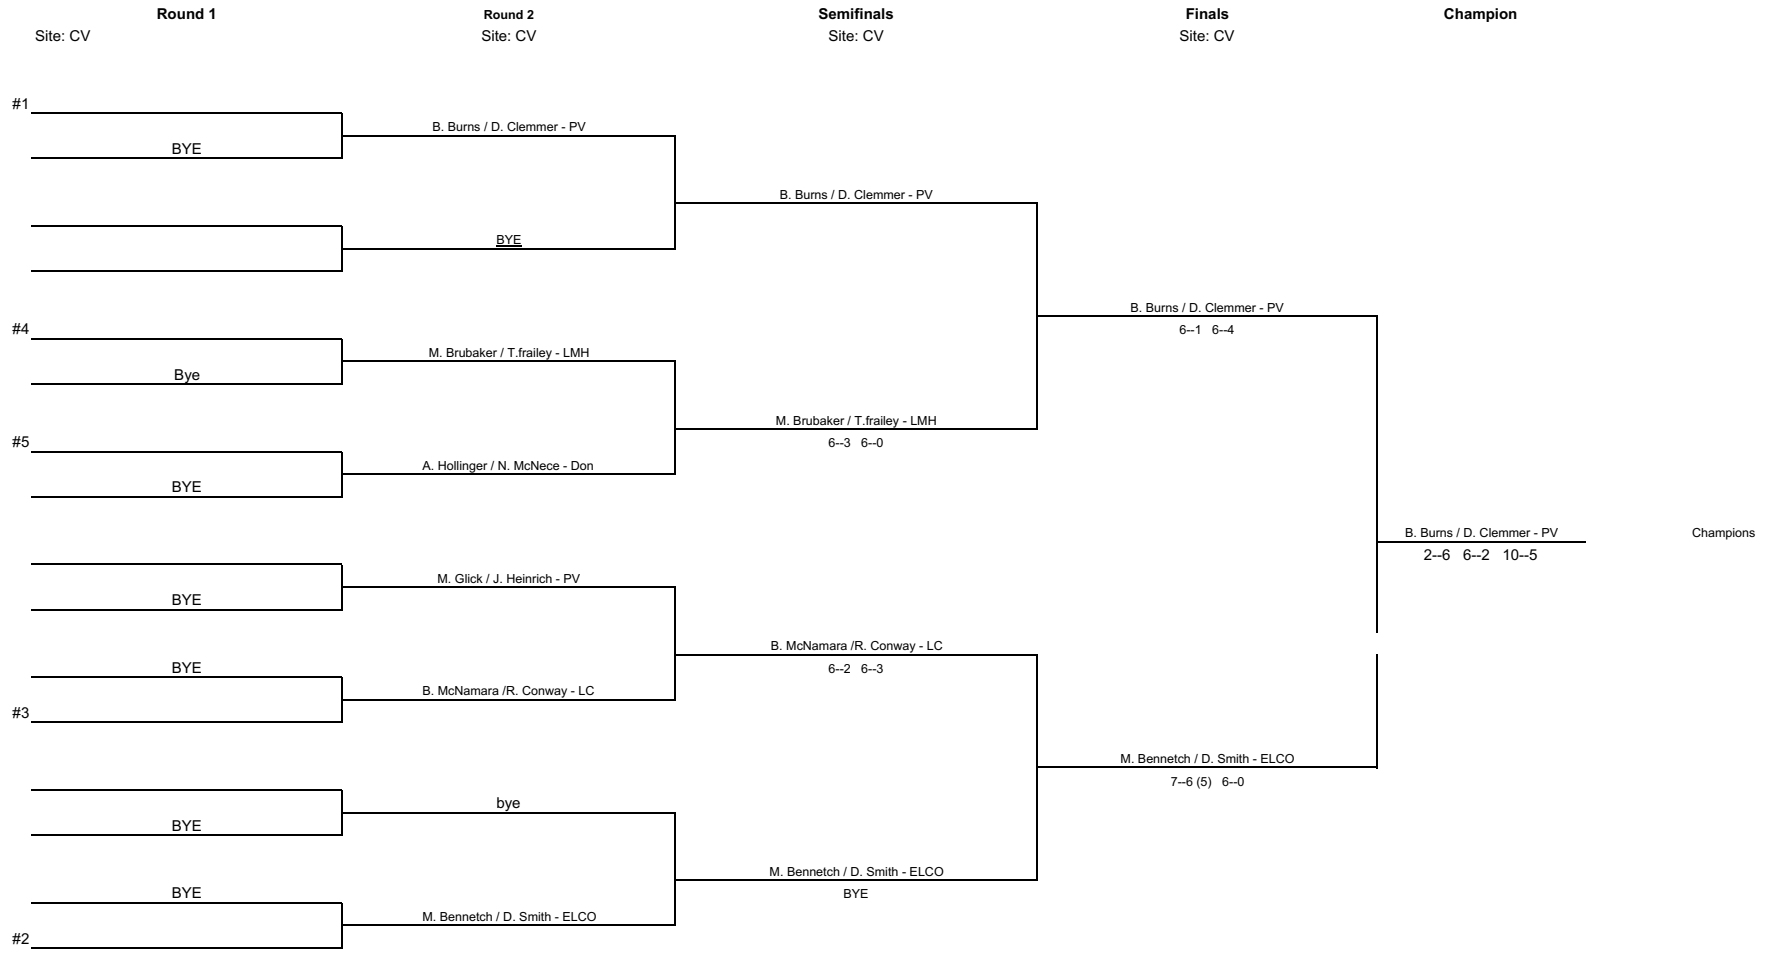 Round 1 Round 2 Semifinals Finals Champion
Site: CV Site: CV Site: CV Site: CV
#1
B. Burns / D. Clemmer - PV
BYE
B. Burns / D. Clemmer - PV
BYE
B. Burns / D. Clemmer - PV
#4 6--1 6--4
M. Brubaker / T.frailey - LMH
Bye
M. Brubaker / T.frailey - LMH
#5 6--3 6--0
A. Hollinger / N. McNece - Don
BYE
B. Burns / D. Clemmer - PV Champions
2--6 6--2 10--5
M. Glick / J. Heinrich - PV
BYE
B. McNamara /R. Conway - LC
BYE 6--2 6--3
B. McNamara /R. Conway - LC
#3
M. Bennetch / D. Smith - ELCO
7--6 (5) 6--0
bye
BYE
M. Bennetch / D. Smith - ELCO
BYE BYE
M. Bennetch / D. Smith - ELCO
#2